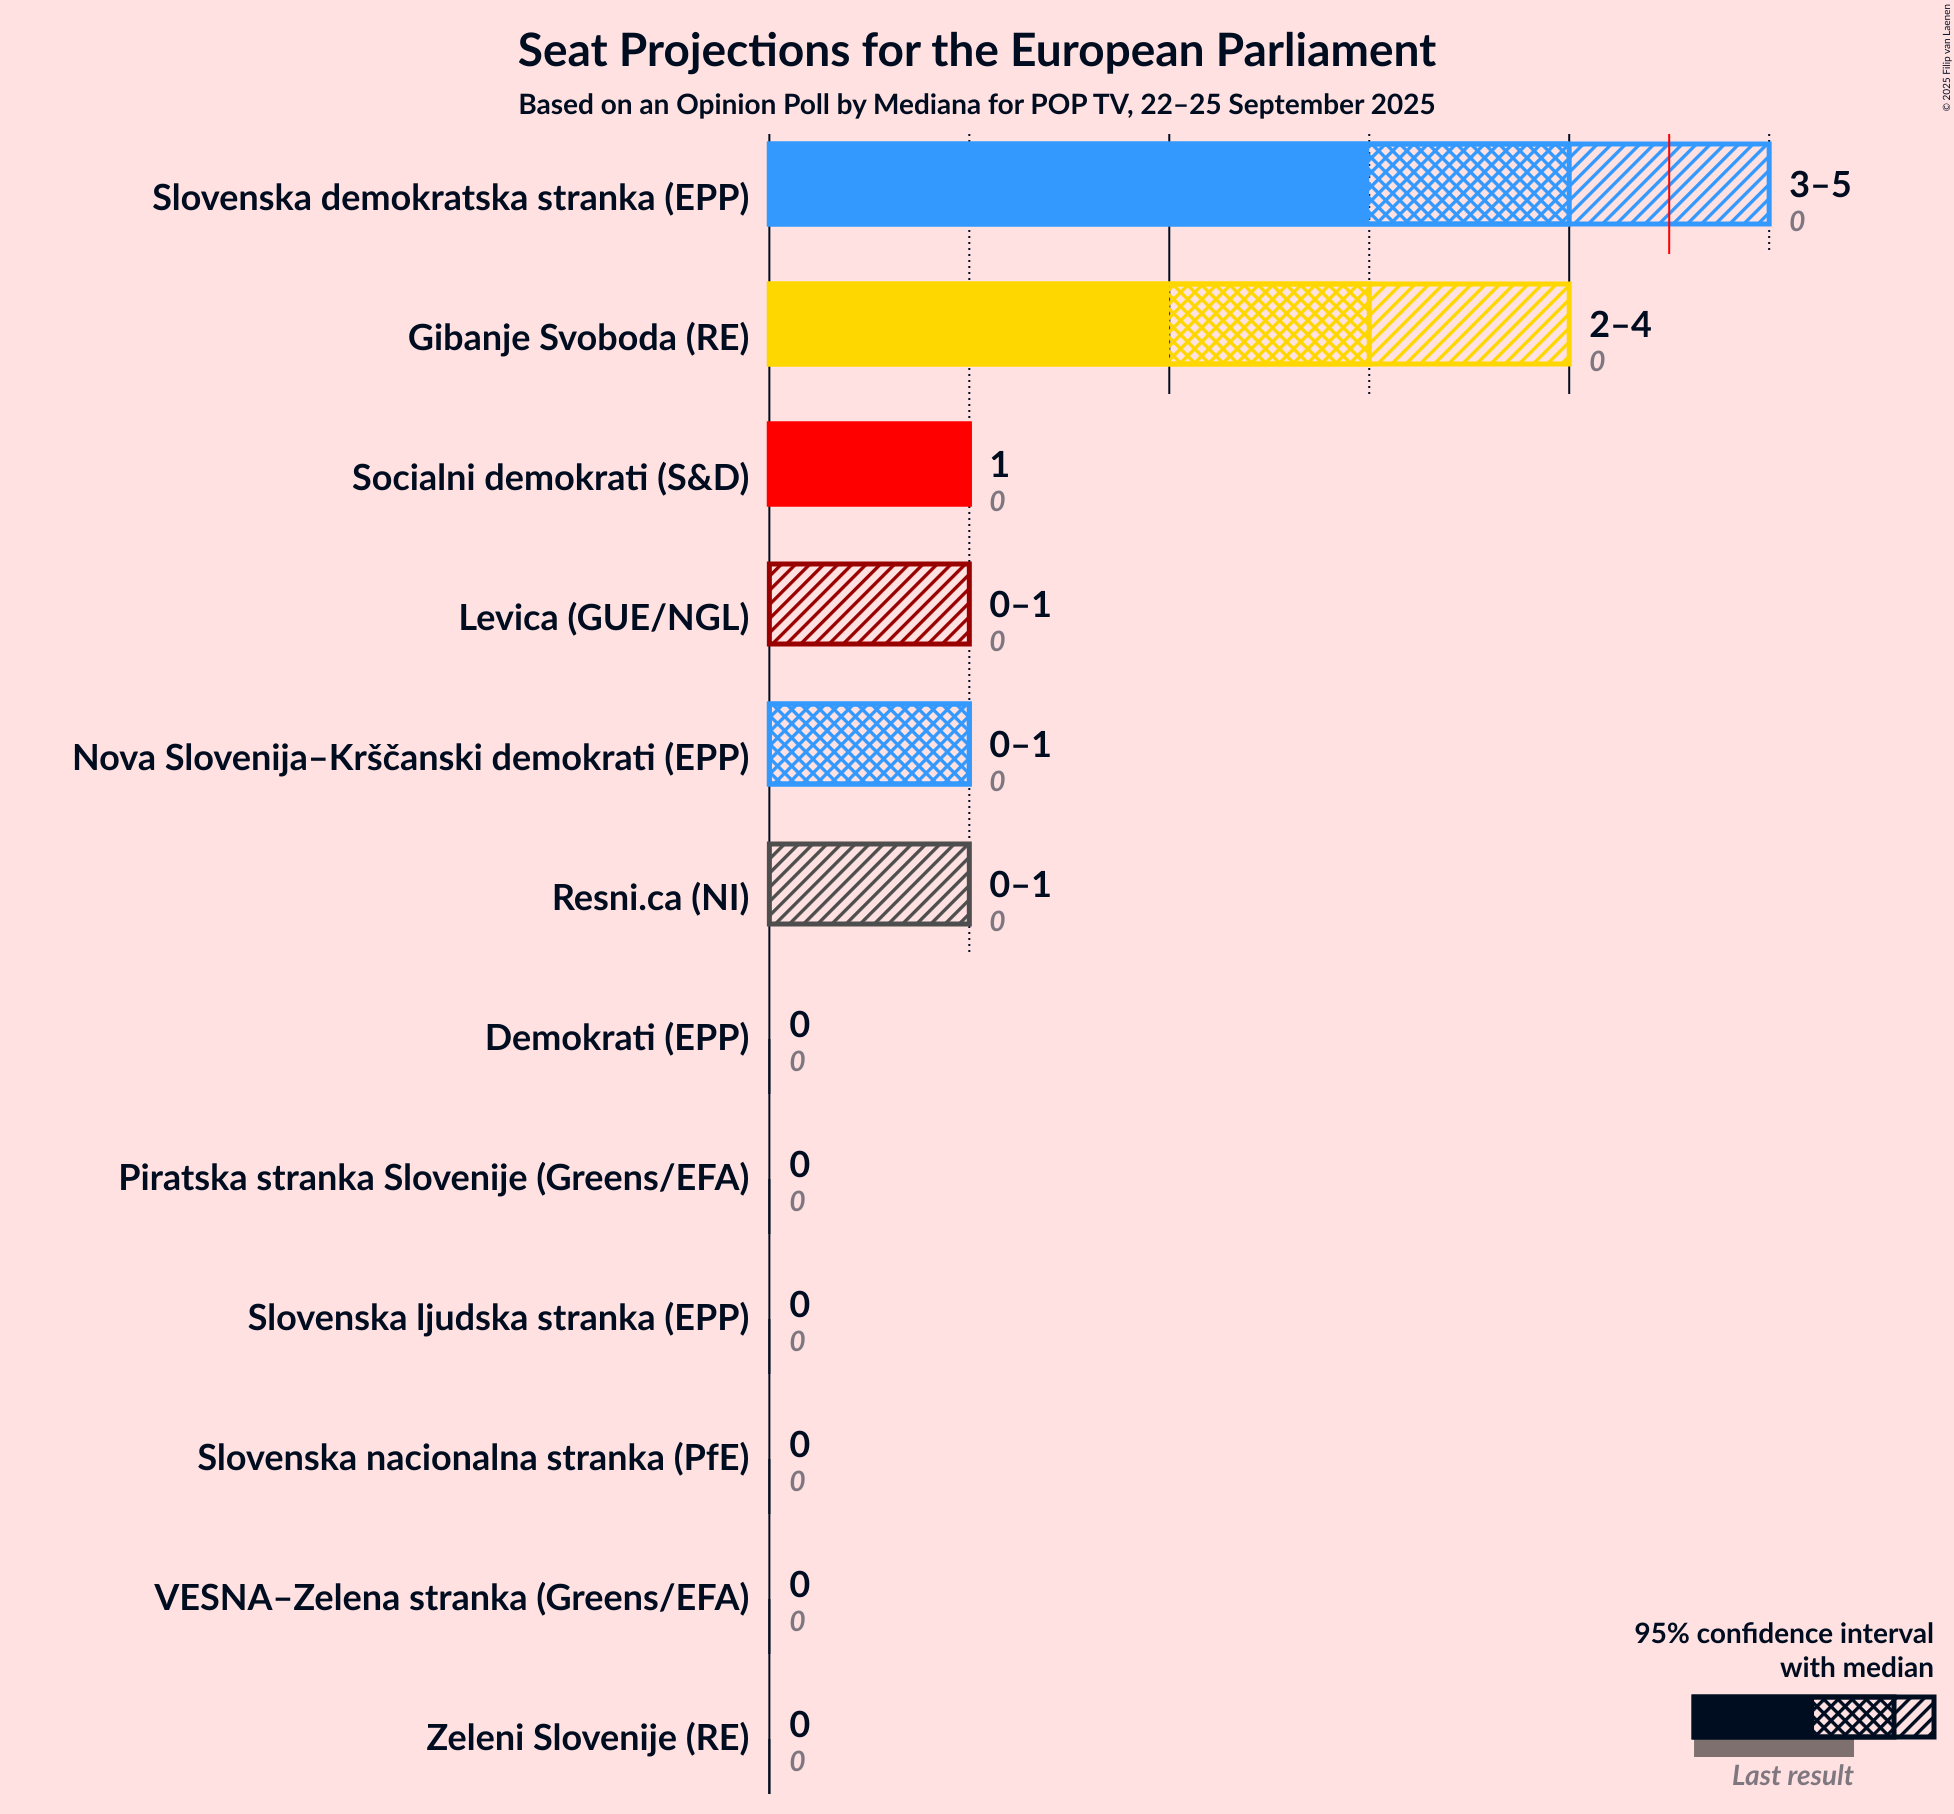 Seat Projections for the European Parliament
Based on an Opinion Poll by Mediana for POP TV, 22–25 September 2025
© 2025 Filip van Laenen
Slovenska demokratska stranka (EPP)
3–5
0
Gibanje Svoboda (RE)
2–4
0
Socialni demokrati (S&D)
1
0
Levica (GUE/NGL)
0–1
0
Nova Slovenija–Krščanski demokrati (EPP)
0–1
0
Resni.ca (NI)
0–1
0
Demokrati (EPP)
0
0
Piratska stranka Slovenije (Greens/EFA)
0
0
Slovenska ljudska stranka (EPP)
0
0
Slovenska nacionalna stranka (PfE)
0
0
VESNA–Zelena stranka (Greens/EFA)
0
0
Zeleni Slovenije (RE)
0
0
95% confidence interval
with median
Last result